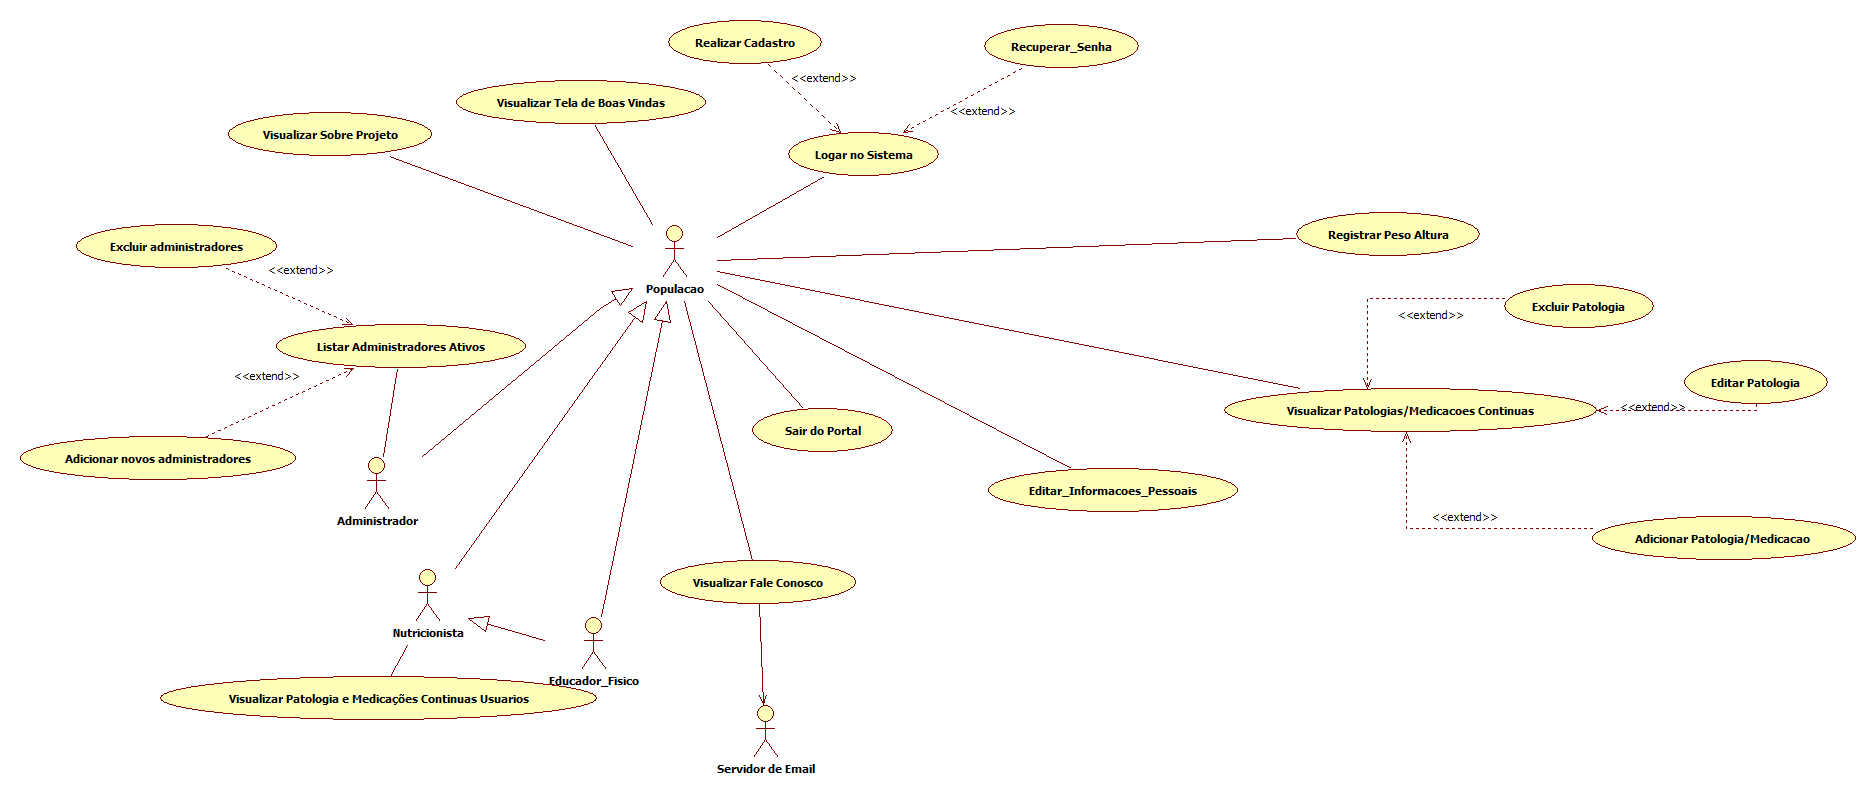 Realizar Cadastro
Recuperar_Senha
<<extend>>
Visualizar Tela de Boas Vindas
<<extend>>
Visualizar Sobre Projeto
Logar no Sistema
Registrar Peso Altura
Excluir administradores
<<extend>>
Populacao
Excluir Patologia
<<extend>>
Listar Administradores Ativos
<<extend>>
Editar Patologia
<<extend>>
Visualizar Patologias/Medicacoes Continuas
Sair do Portal
Adicionar novos administradores
Editar_Informacoes_Pessoais
<<extend>>
Administrador
Adicionar Patologia/Medicacao
Visualizar Fale Conosco
Nutricionista
Educador_Fisico
Visualizar Patologia e Medicações Continuas Usuarios
Servidor de Email